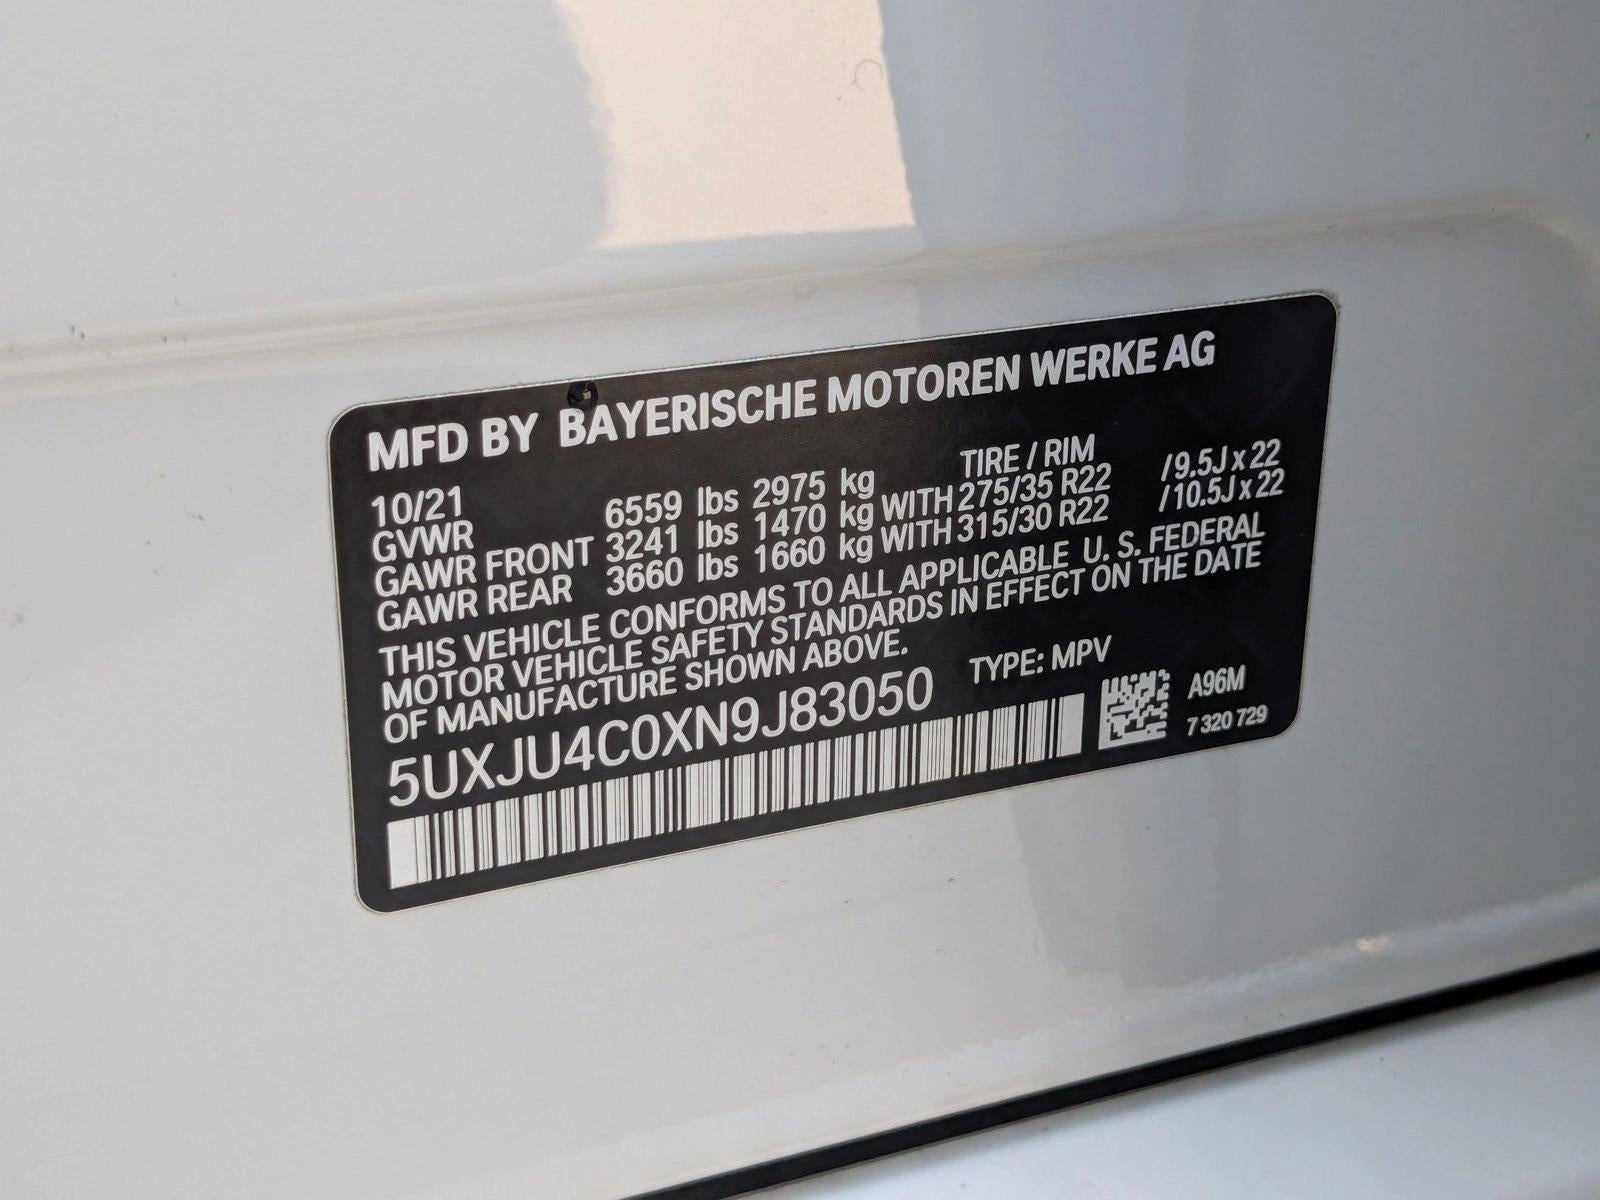 MFD BY BAYERISCHE MOTOREN WERKE AG
10/21 TIRE / RIM
GVWR 6559 lbs 2975 kg
GAWR FRONT 3241 lbs 1470 kg WITH 275/35 R22 /9.5J x 22
GAWR REAR 3660 lbs 1660 kg WITH 315/30 R22 /10.5J x 22
THIS VEHICLE CONFORMS TO ALL APPLICABLE U. S. FEDERAL
MOTOR VEHICLE SAFETY STANDARDS IN EFFECT ON THE DATE
OF MANUFACTURE SHOWN ABOVE.
5UXJU4C0XN9J83050 TYPE: MPV
A96M
7 320 729